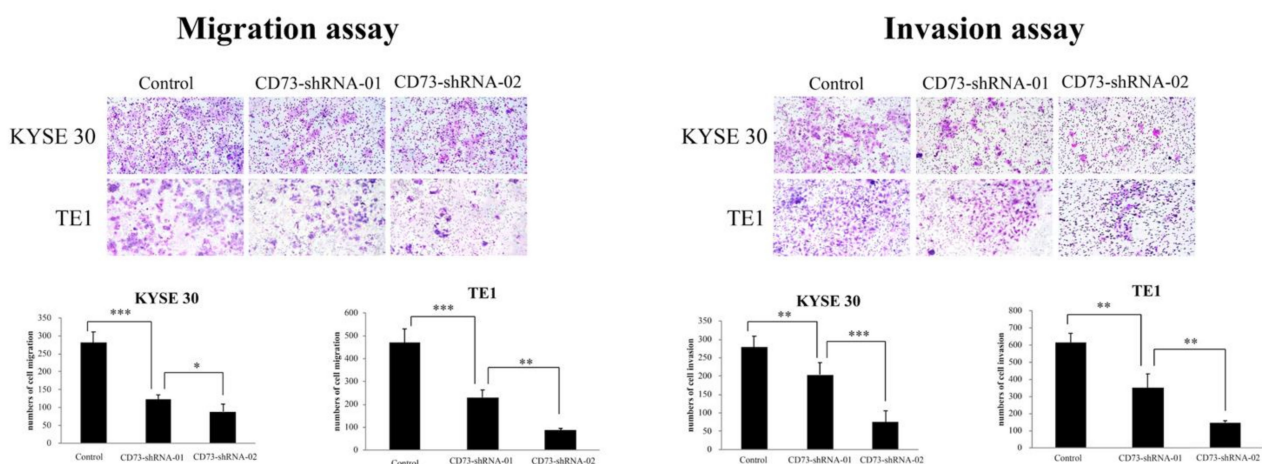 Migration assay
Control CD73-shRNA-01 CD73-shRNA-02
KYSE 30
TE1
KYSE 30
numbers of cell migration
350
300
250
200
150
100
50
0
***
*
Control CD73-shRNA-01 CD73-shRNA-02
TE1
numbers of cell migration
600
500
400
300
200
100
0
***
**
Control CD73-shRNA-01 CD73-shRNA-02
Invasion assay
Control CD73-shRNA-01 CD73-shRNA-02
KYSE 30
TE1
KYSE 30
numbers of cell invasion
350
300
250
200
150
100
50
0
**
***
Control CD73-shRNA-01 CD73-shRNA-02
TE1
numbers of cell invasion
800
700
600
500
400
300
200
100
0
**
**
Control CD73-shRNA-01 CD73-shRNA-02